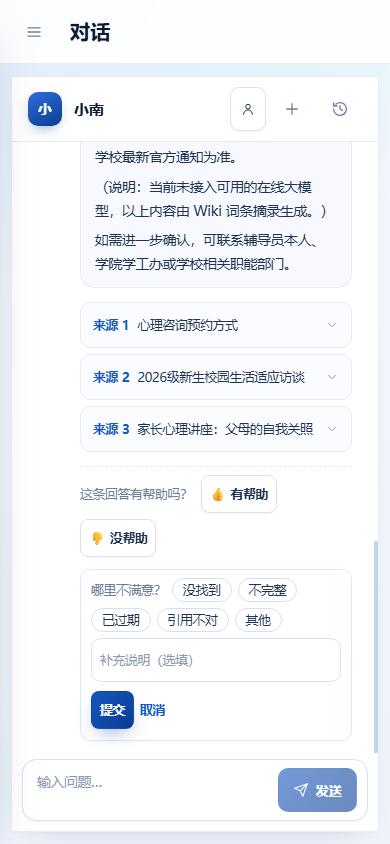 对话
小 小南
学校最新官方通知为准。
（说明：当前未接入可用的在线大模
型，以上内容由 Wiki 词条摘录生成。）
如需进一步确认，可联系辅导员本人、
学院学工办或学校相关职能部门。
来源 1 心理咨询预约方式
来源 2 2026级新生校园生活适应访谈
来源 3 家长心理讲座：父母的自我关照
这条回答有帮助吗？ 👍 有帮助
👎 没帮助
哪里不满意？ 没找到 不完整
已过期 引用不对 其他
补充说明（选填）
提交 取消
输入问题...
发送